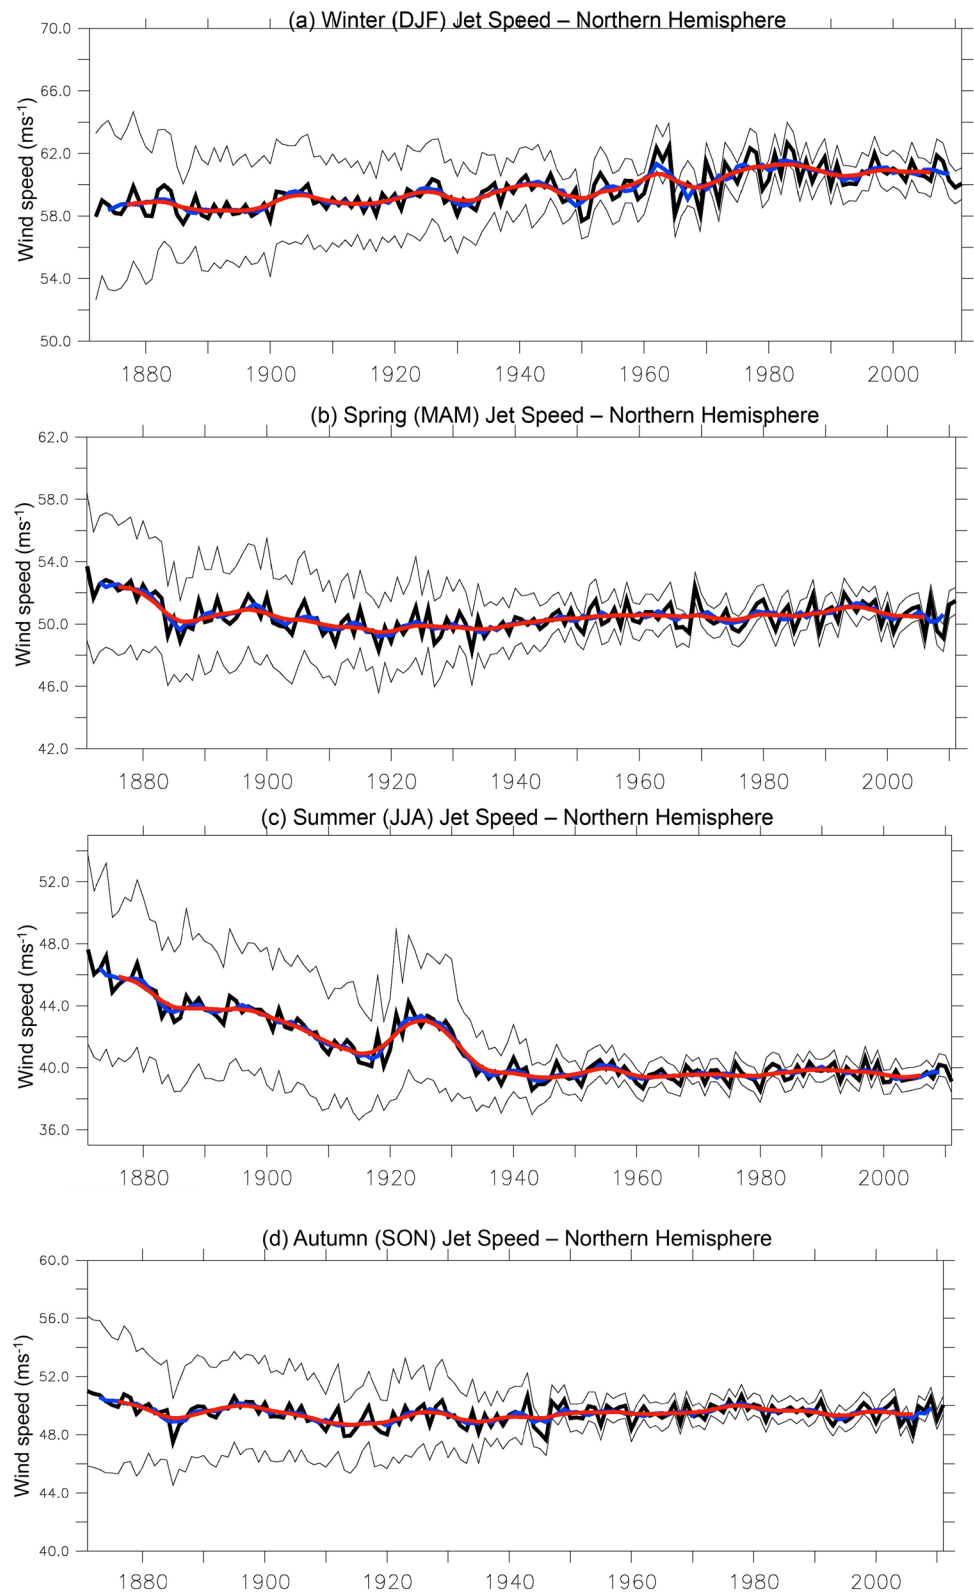 (a) Winter (DJF) Jet Speed – Northern Hemisphere
70.0
66.0
62.0
58.0
54.0
50.0
Wind speed (ms-1)
1880 1900 1920 1940 1960 1980 2000
(b) Spring (MAM) Jet Speed – Northern Hemisphere
62.0
58.0
54.0
50.0
46.0
42.0
Wind speed (ms-1)
1880 1900 1920 1940 1960 1980 2000
(c) Summer (JJA) Jet Speed – Northern Hemisphere
52.0
48.0
44.0
40.0
36.0
Wind speed (ms-1)
1880 1900 1920 1940 1960 1980 2000
(d) Autumn (SON) Jet Speed – Northern Hemisphere
60.0
56.0
52.0
48.0
44.0
40.0
Wind speed (ms-1)
1880 1900 1920 1940 1960 1980 2000